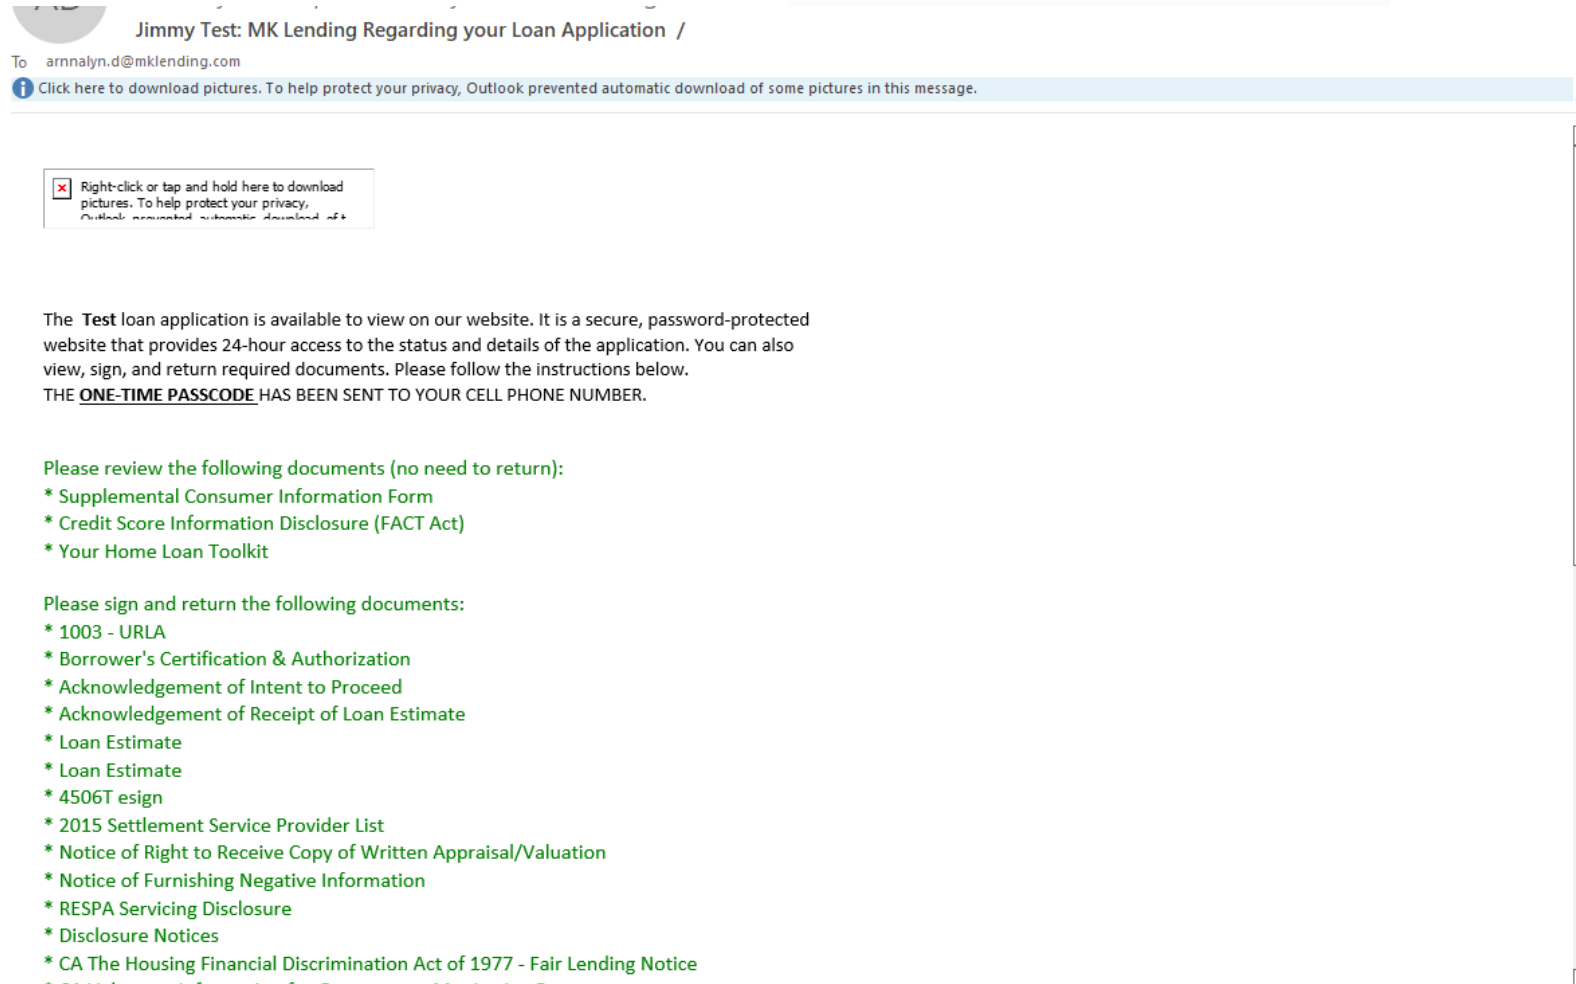 Jimmy Test: MK Lending Regarding your Loan Application /
To arnnalyn.d@mklending.com
Click here to download pictures. To help protect your privacy, Outlook prevented automatic download of some pictures in this message.
Right-click or tap and hold here to download
pictures. To help protect your privacy,
Outlook prevented automatic download of t
The Test loan application is available to view on our website. It is a secure, password-protected
website that provides 24-hour access to the status and details of the application. You can also
view, sign, and return required documents. Please follow the instructions below.
THE ONE-TIME PASSCODE HAS BEEN SENT TO YOUR CELL PHONE NUMBER.
Please review the following documents (no need to return):
* Supplemental Consumer Information Form
* Credit Score Information Disclosure (FACT Act)
* Your Home Loan Toolkit
Please sign and return the following documents:
* 1003 - URLA
* Borrower's Certification & Authorization
* Acknowledgement of Intent to Proceed
* Acknowledgement of Receipt of Loan Estimate
* Loan Estimate
* Loan Estimate
* 4506T esign
* 2015 Settlement Service Provider List
* Notice of Right to Receive Copy of Written Appraisal/Valuation
* Notice of Furnishing Negative Information
* RESPA Servicing Disclosure
* Disclosure Notices
* CA The Housing Financial Discrimination Act of 1977 - Fair Lending Notice